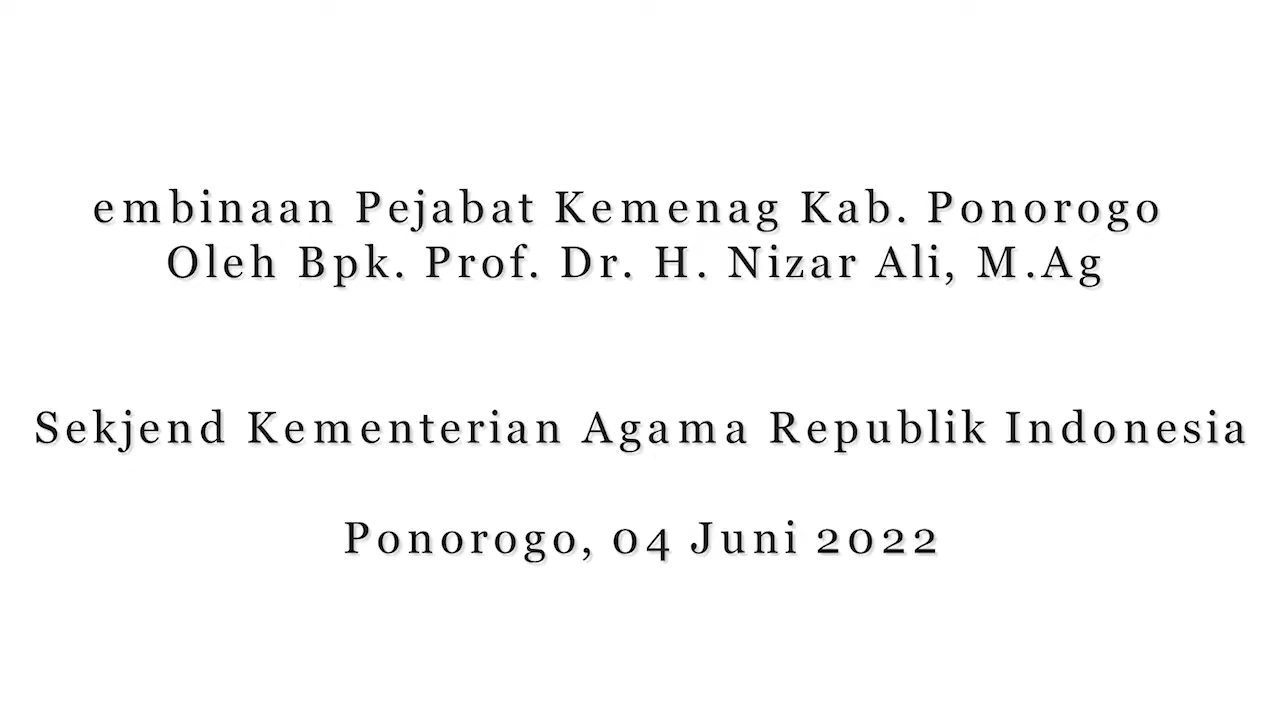 embinaan Pejabat Kemenag Kab. Ponorogo
Oleh Bpk. Prof. Dr. H. Nizar Ali, M.Ag
Sekjend Kementerian Agama Republik Indonesia
Ponorogo, 04 Juni 2022